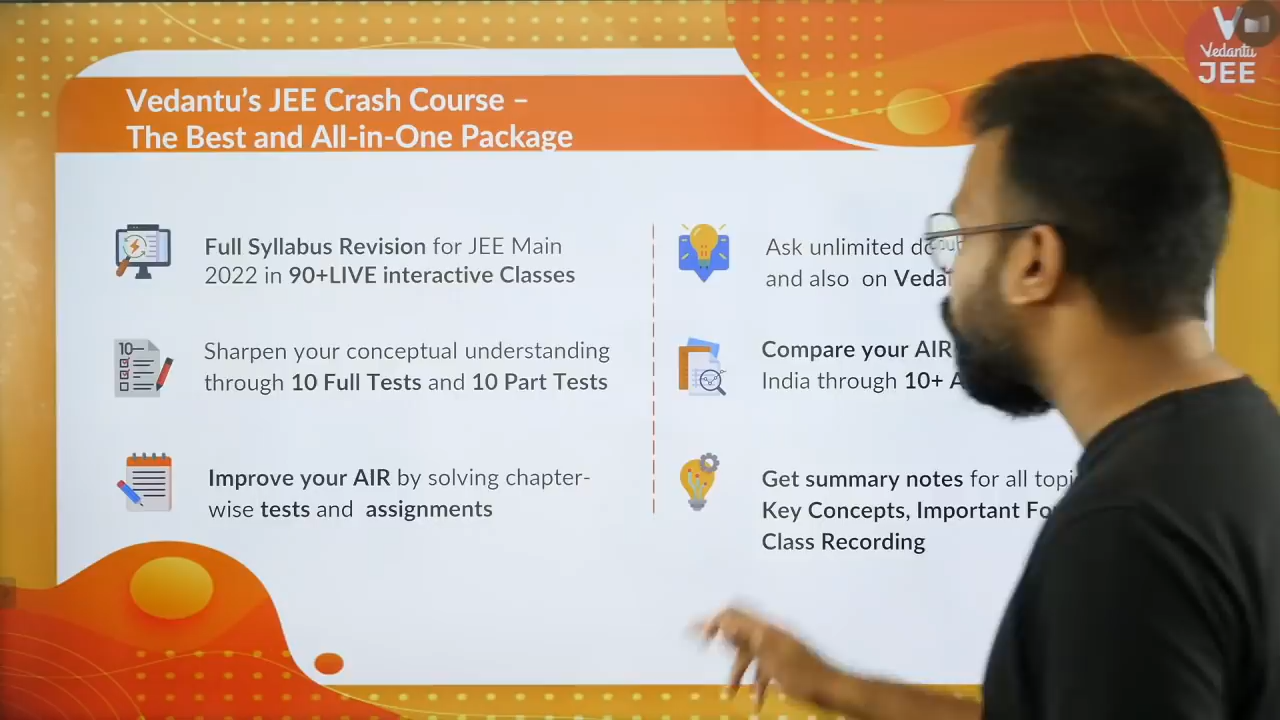 Vedantu
JEE
Vedantu's JEE Crash Course –
The Best and All-in-One Package
Full Syllabus Revision for JEE Main
2022 in 90+LIVE interactive Classes
Sharpen your conceptual understanding
through 10 Full Tests and 10 Part Tests
Improve your AIR by solving chapter-
wise tests and assignments
Ask unlimited
and also on
Compare your AIR
India through 10+
Get summary notes for all
Key Concepts, Important
Class Recording
10